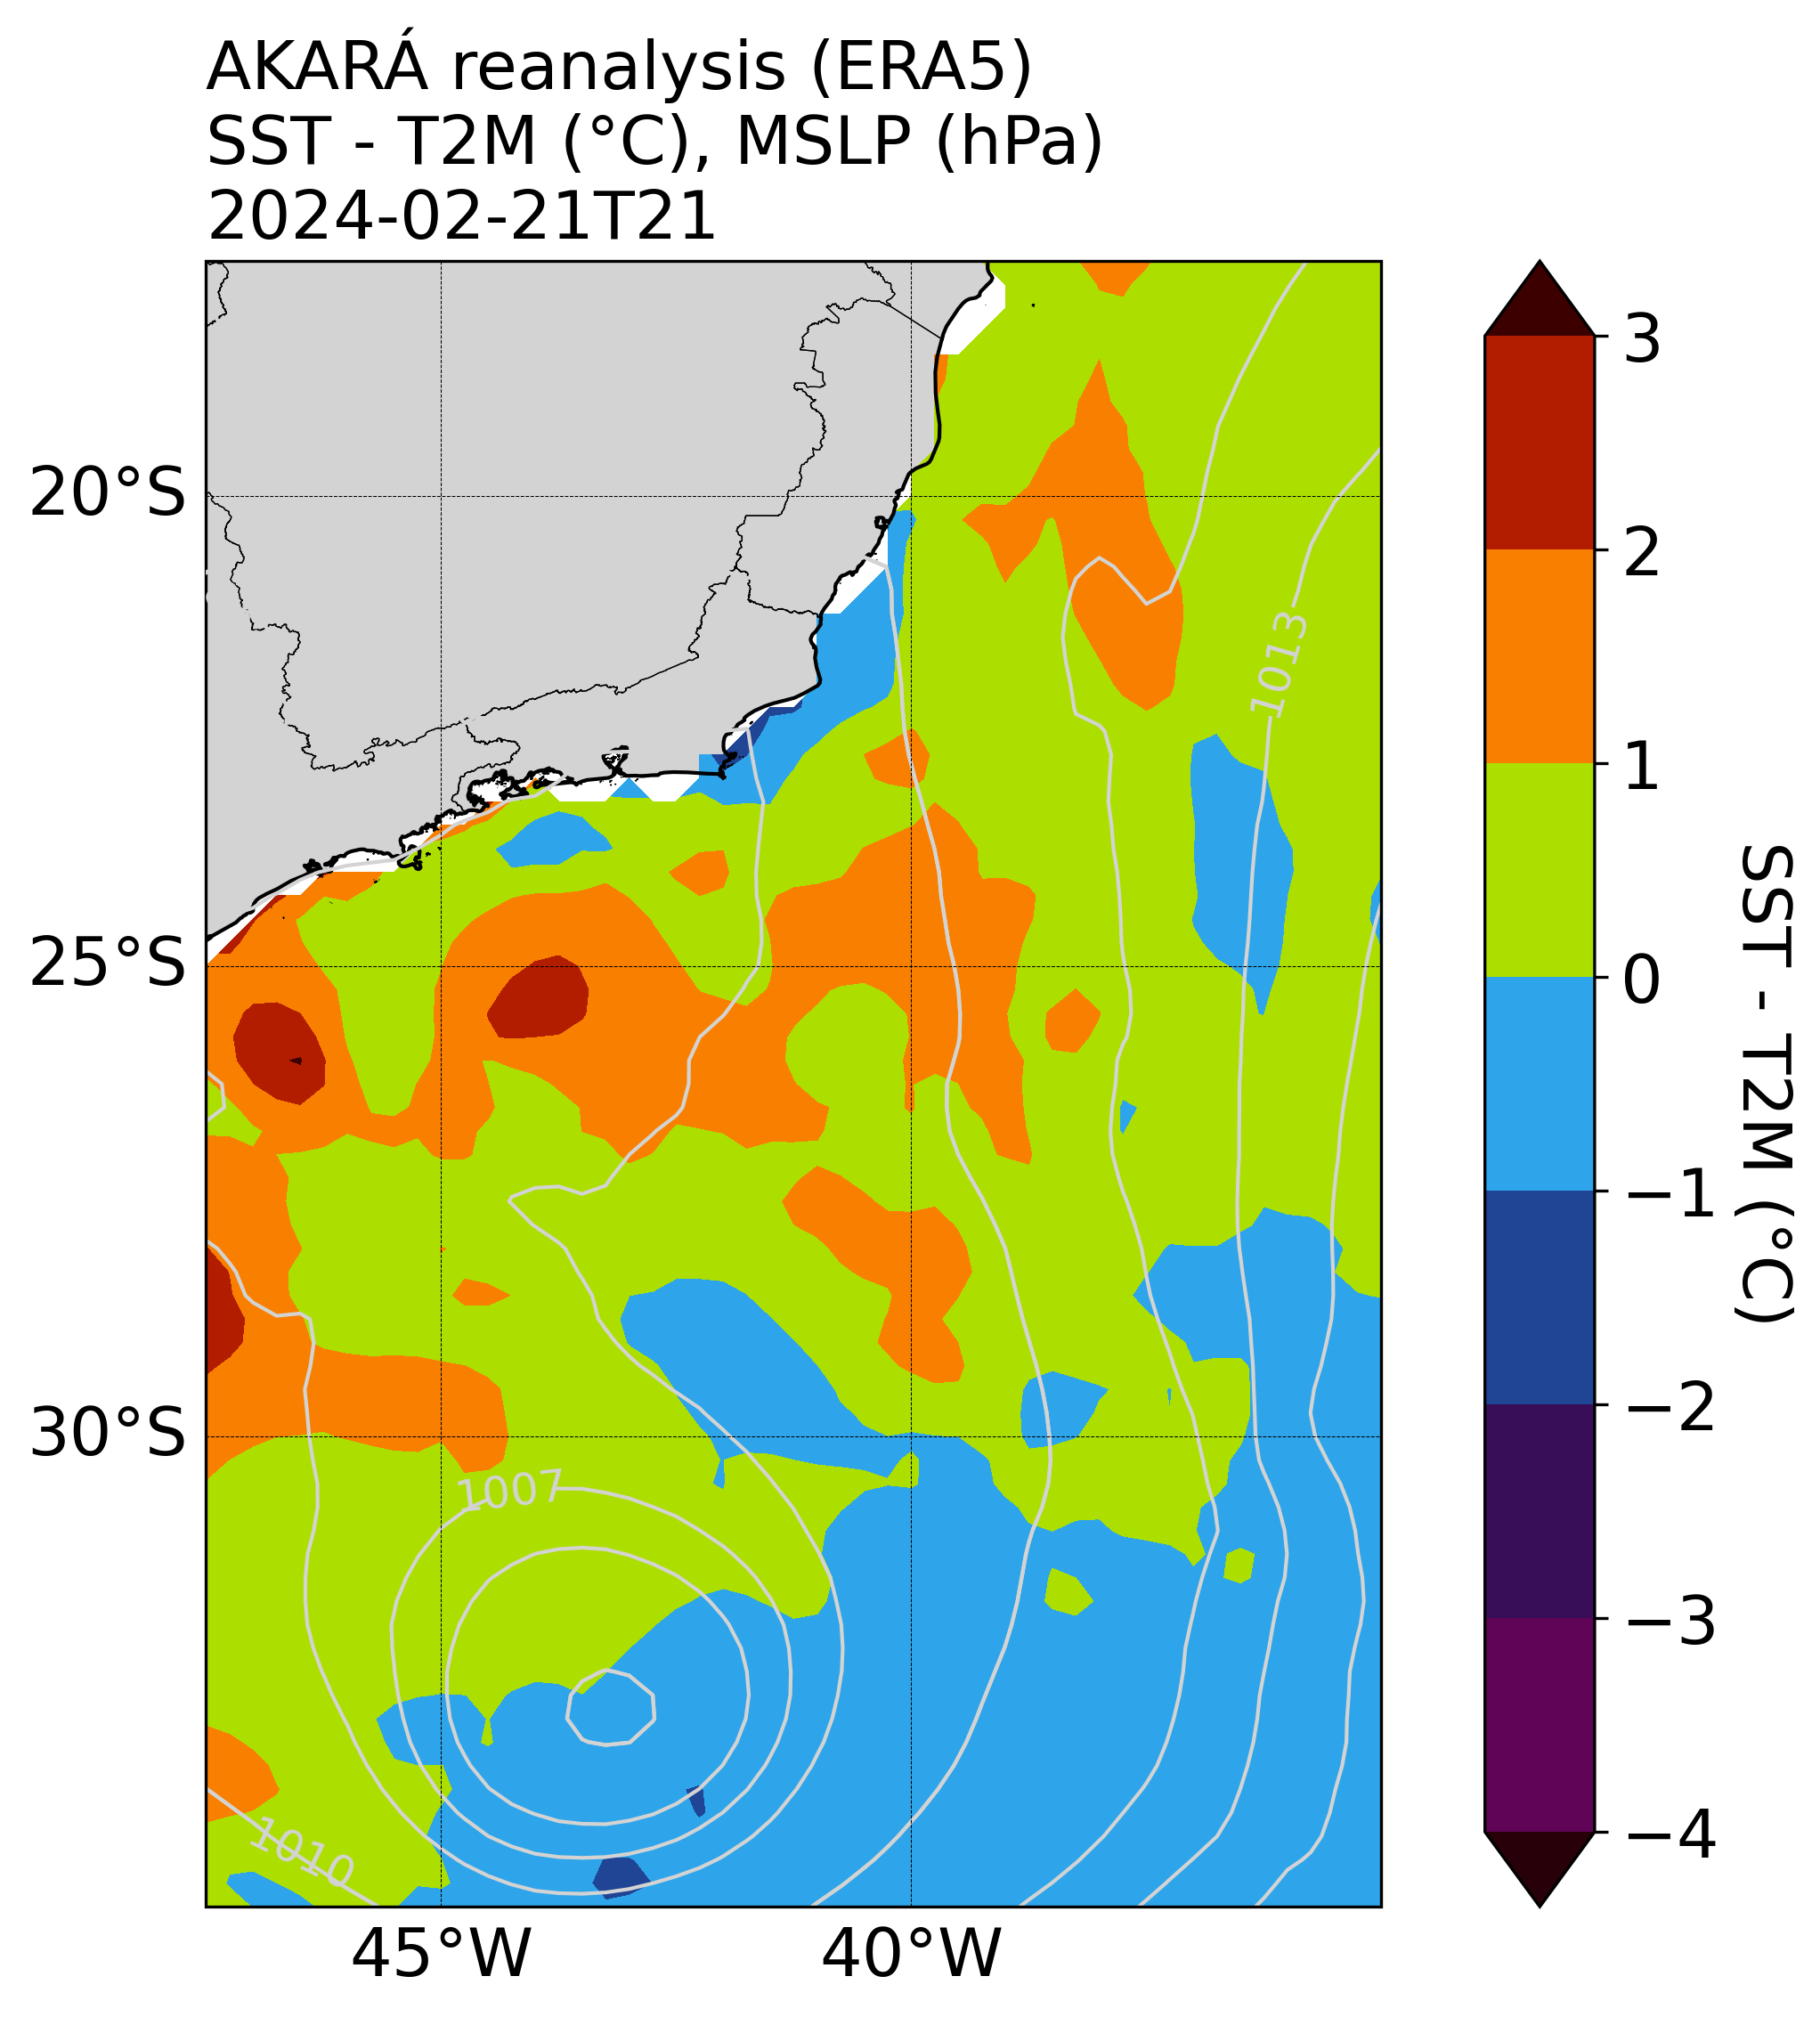 AKARÁ reanalysis (ERA5)
SST - T2M (°C), MSLP (hPa)
2024-02-21T21
20°S
25°S
30°S
45°W
40°W
1013
1007
1010
3
2
1
0
−1
−2
−3
−4
SST - T2M (°C)